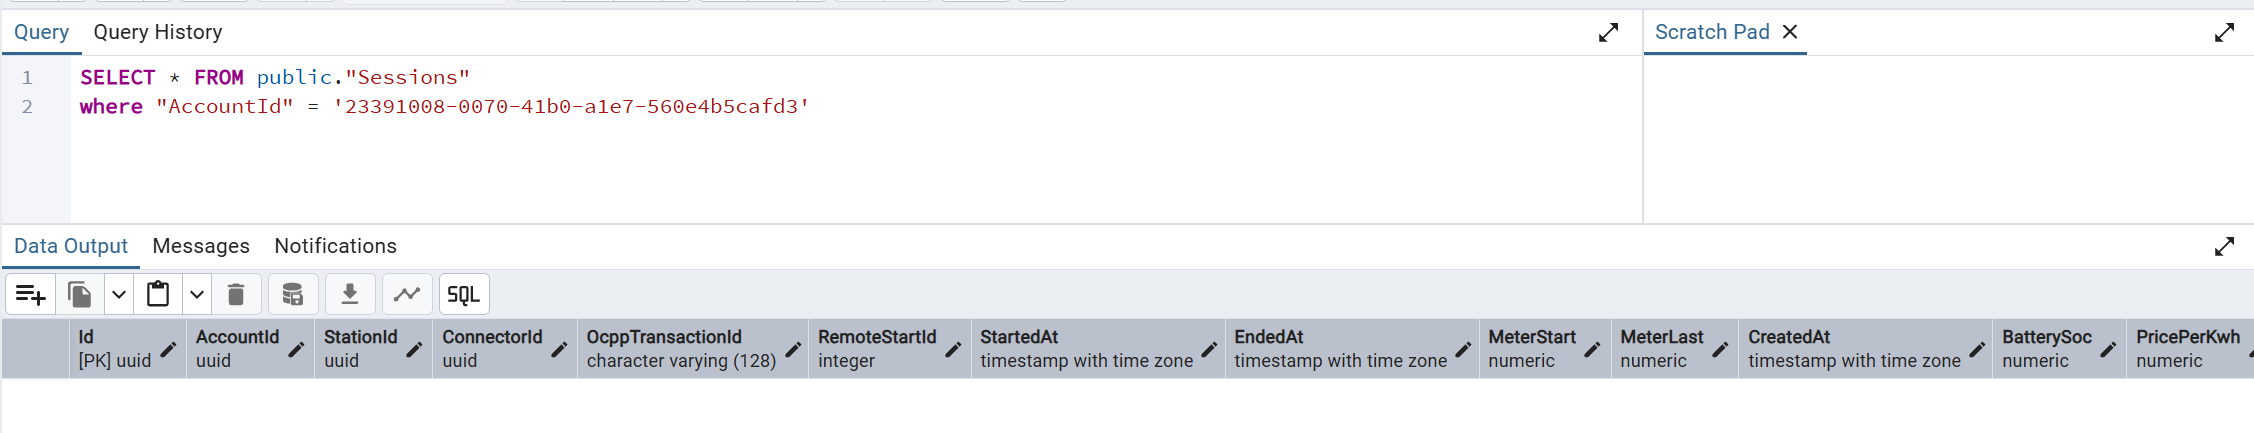 Query Query History Scratch Pad
1 SELECT * FROM public."Sessions"
2 where "AccountId" = '23391008-0070-41b0-a1e7-560e4b5cafd3'
Data Output Messages Notifications
SQL
Id AccountId StationId ConnectorId OcppTransactionId RemoteStartId StartedAt EndedAt MeterStart MeterLast CreatedAt BatterySoc PricePerKwh
[PK] uuid uuid uuid uuid character varying (128) integer timestamp with time zone timestamp with time zone numeric numeric timestamp with time zone numeric numeric